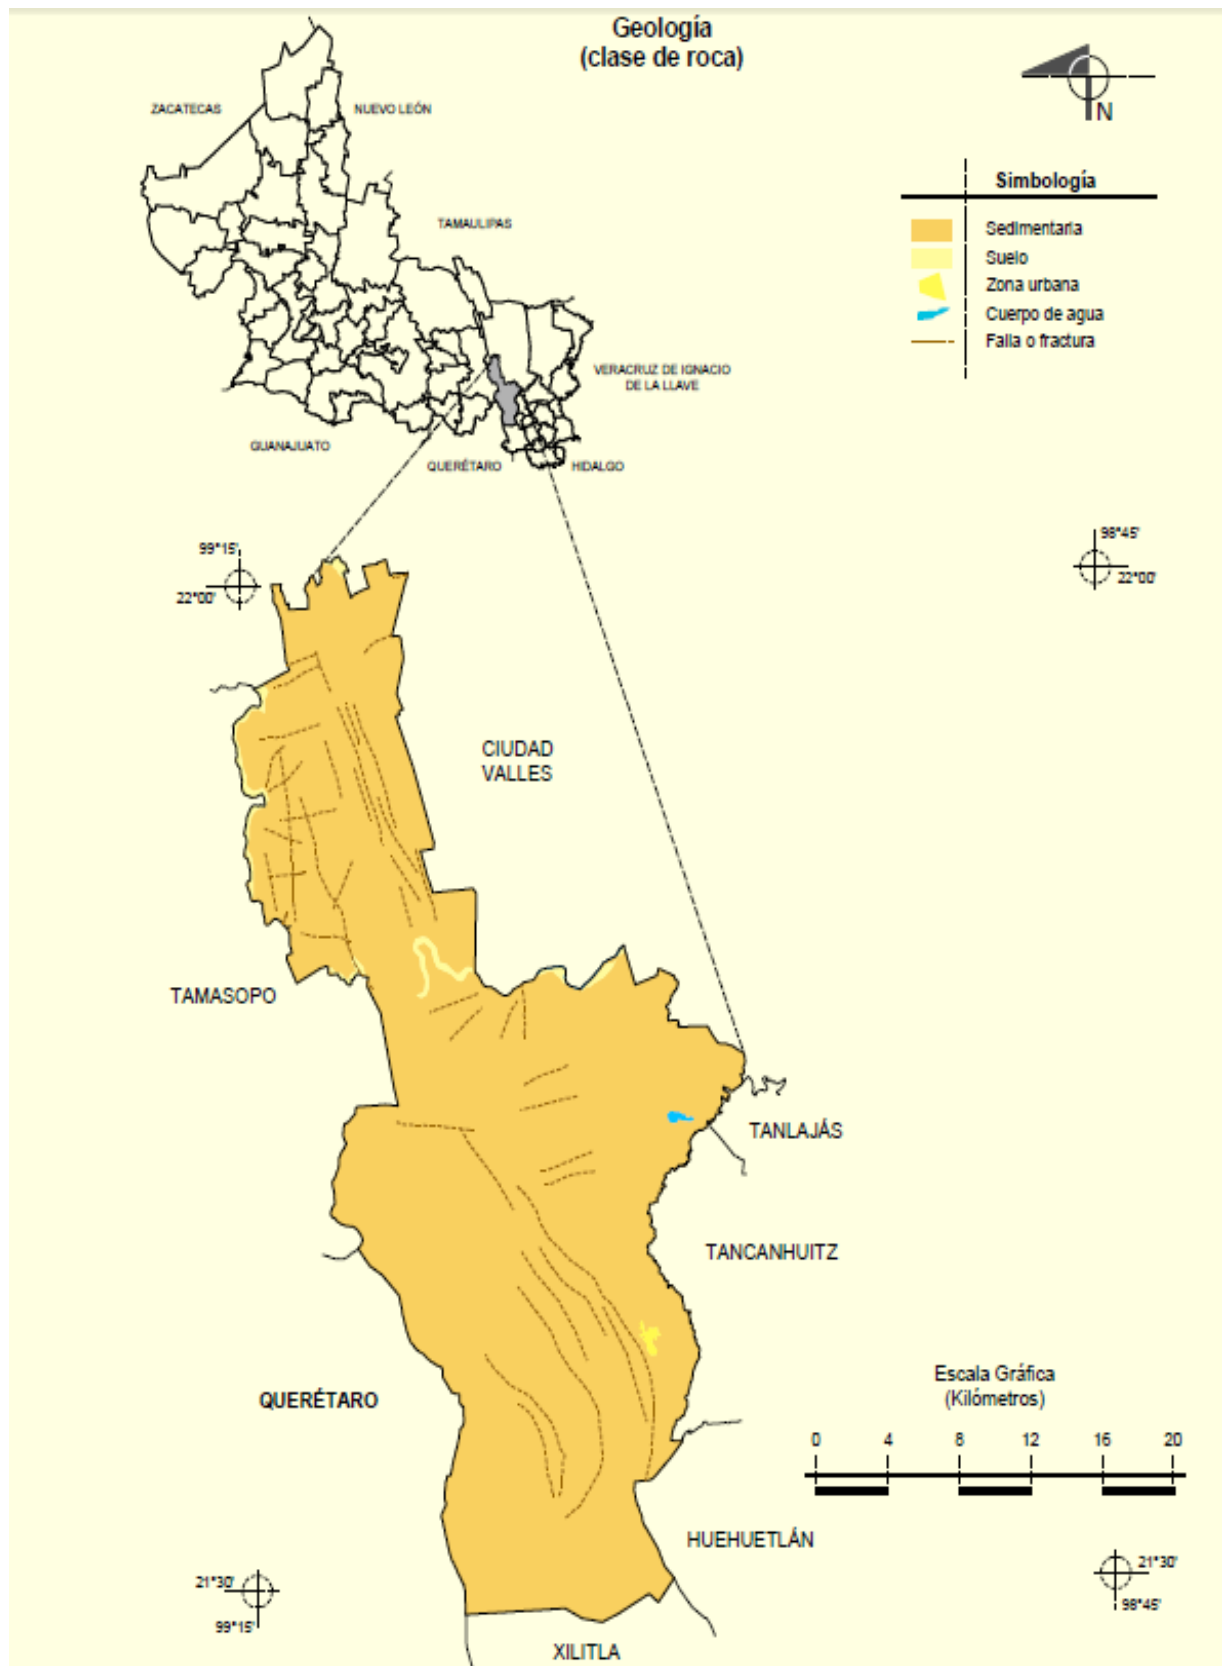 Geología
(clase de roca)
ZACATECAS
NUEVO LEÓN
N
Simbología
TAMAULIPAS
Sedimentaria
Suelo
Zona urbana
Cuerpo de agua
Falla o fractura
VERACRUZ DE IGNACIO
DE LA LLAVE
GUANAJUATO
QUERÉTARO
HIDALGO
99°15'
22°00'
98°45'
22°00'
CIUDAD
VALLES
TAMASOPO
TANLAJÁS
TANCANHUITZ
QUERÉTARO
Escala Gráfica
(Kilómetros)
0 4 8 12 16 20
HUEHUETLÁN
21°30'
99°15'
21°30'
98°45'
XILITLA